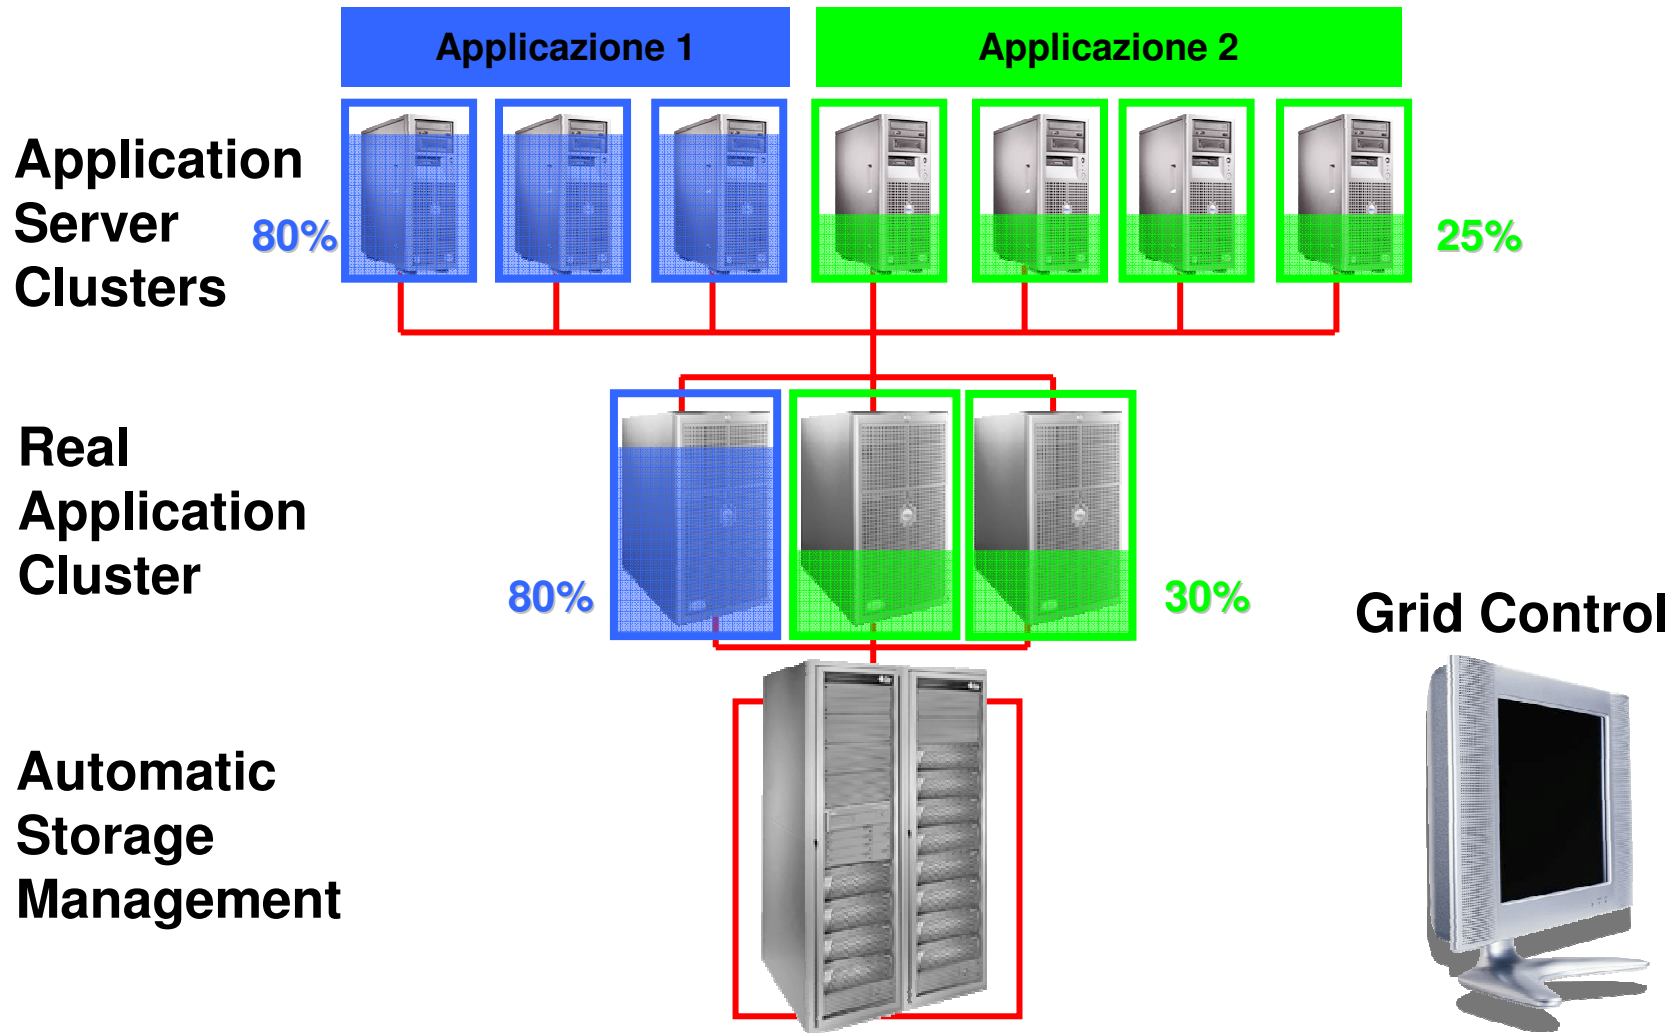 Applicazione 1
Applicazione 2
Application
Server
Clusters
80%
25%
Real
Application
Cluster
80%
30%
Grid Control
Automatic
Storage
Management